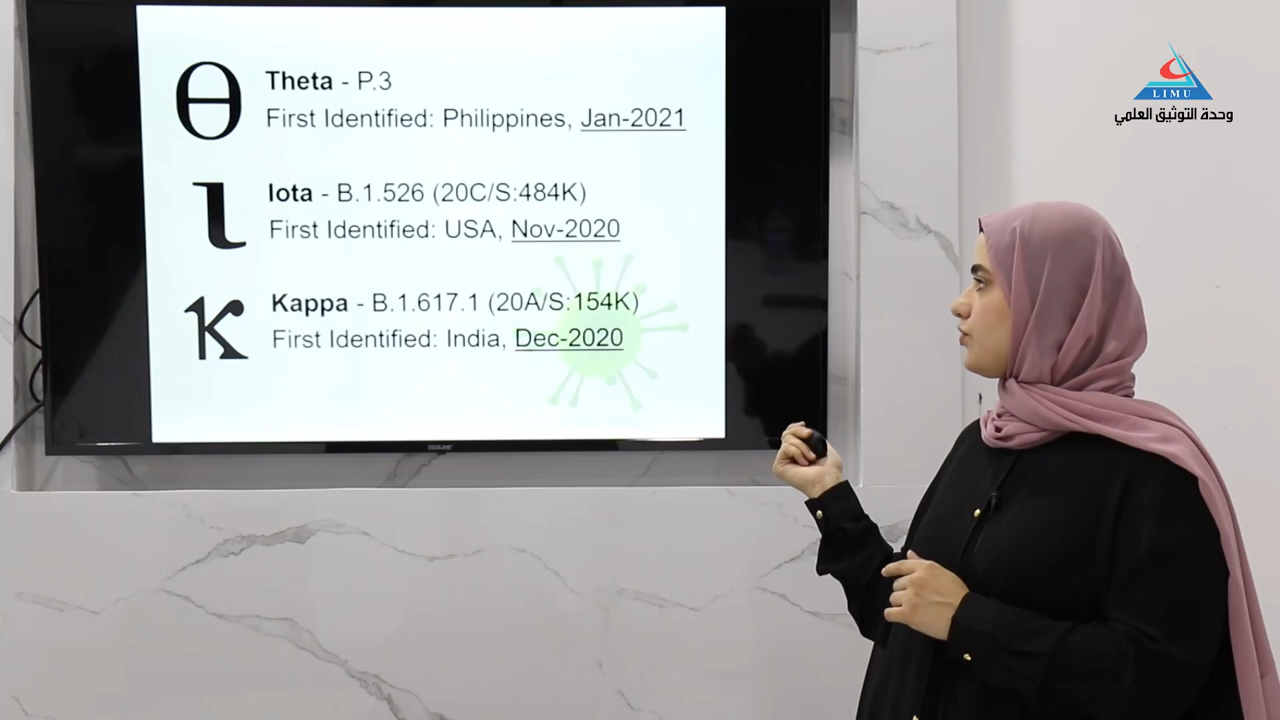 θ
Theta - P.3
First Identified: Philippines, Jan-2021
ι
Iota - B.1.526 (20C/S:484K)
First Identified: USA, Nov-2020
κ
Kappa - B.1.617.1 (20A/S:154K)
First Identified: India, Dec-2020
LIMU
وحدة التوثيق العلمي